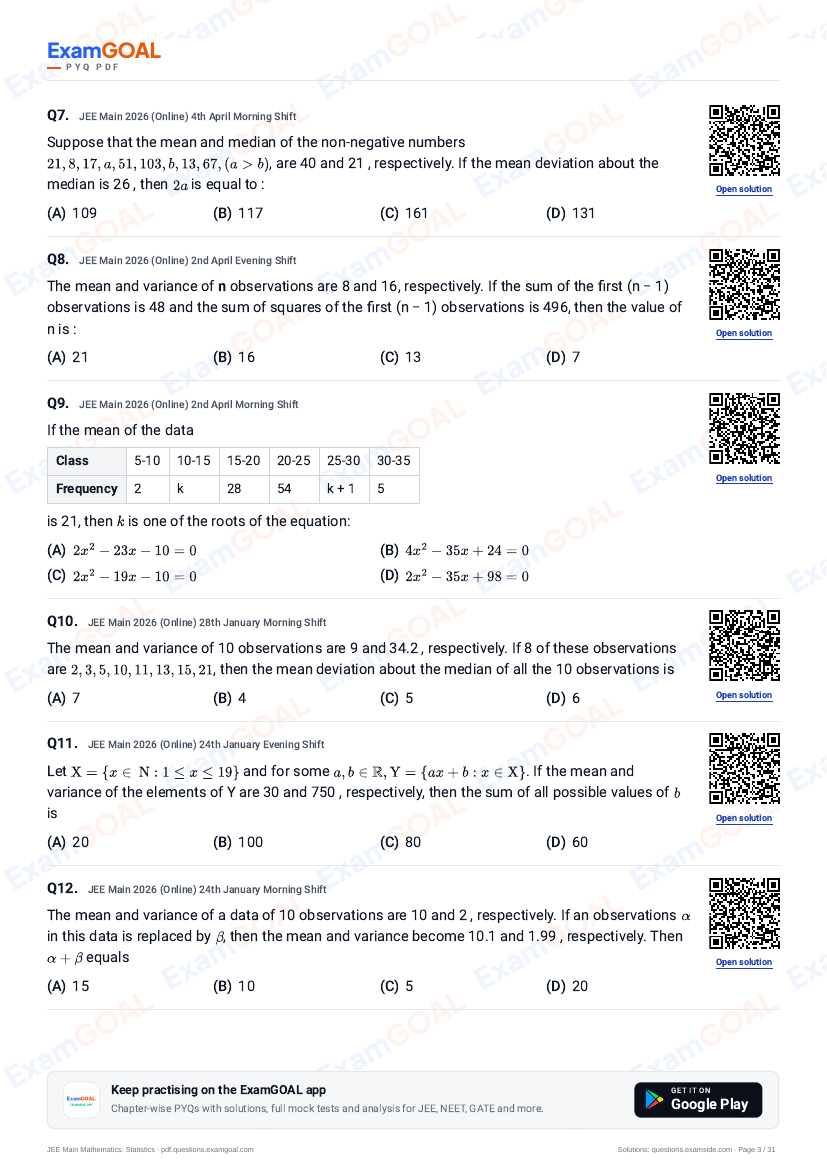 ExamGOAL
PYQ PDF
Q7. JEE Main 2026 (Online) 4th April Morning Shift
Suppose that the mean and median of the non-negative numbers
21, 8, 17, a, 51, 103, b, 13, 67, (a > b), are 40 and 21 , respectively. If the mean deviation about the
median is 26 , then 2a is equal to :
(A) 109 (B) 117 (C) 161 (D) 131
Open solution
Q8. JEE Main 2026 (Online) 2nd April Evening Shift
The mean and variance of n observations are 8 and 16, respectively. If the sum of the first (n − 1)
observations is 48 and the sum of squares of the first (n − 1) observations is 496, then the value of
n is :
(A) 21 (B) 16 (C) 13 (D) 7
Open solution
Q9. JEE Main 2026 (Online) 2nd April Morning Shift
If the mean of the data
Class 5-10 10-15 15-20 20-25 25-30 30-35
Frequency 2 k 28 54 k + 1 5
is 21, then k is one of the roots of the equation:
(A) 2x² − 23x − 10 = 0 (B) 4x² − 35x + 24 = 0
(C) 2x² − 19x − 10 = 0 (D) 2x² − 35x + 98 = 0
Open solution
Q10. JEE Main 2026 (Online) 28th January Morning Shift
The mean and variance of 10 observations are 9 and 34.2 , respectively. If 8 of these observations
are 2, 3, 5, 10, 11, 13, 15, 21, then the mean deviation about the median of all the 10 observations is
(A) 7 (B) 4 (C) 5 (D) 6
Open solution
Q11. JEE Main 2026 (Online) 24th January Evening Shift
Let X = {x ∈ N : 1 ≤ x ≤ 19} and for some a, b ∈ ℝ, Y = {ax + b : x ∈ X}. If the mean and
variance of the elements of Y are 30 and 750 , respectively, then the sum of all possible values of b
is
(A) 20 (B) 100 (C) 80 (D) 60
Open solution
Q12. JEE Main 2026 (Online) 24th January Morning Shift
The mean and variance of a data of 10 observations are 10 and 2 , respectively. If an observations α
in this data is replaced by β, then the mean and variance become 10.1 and 1.99 , respectively. Then
α + β equals
(A) 15 (B) 10 (C) 5 (D) 20
Open solution
Keep practising on the ExamGOAL app
Chapter-wise PYQs with solutions, full mock tests and analysis for JEE, NEET, GATE and more.
GET IT ON
Google Play
JEE Main Mathematics: Statistics · pdf.questions.examgoal.com Solutions: questions.examside.com · Page 3 / 31